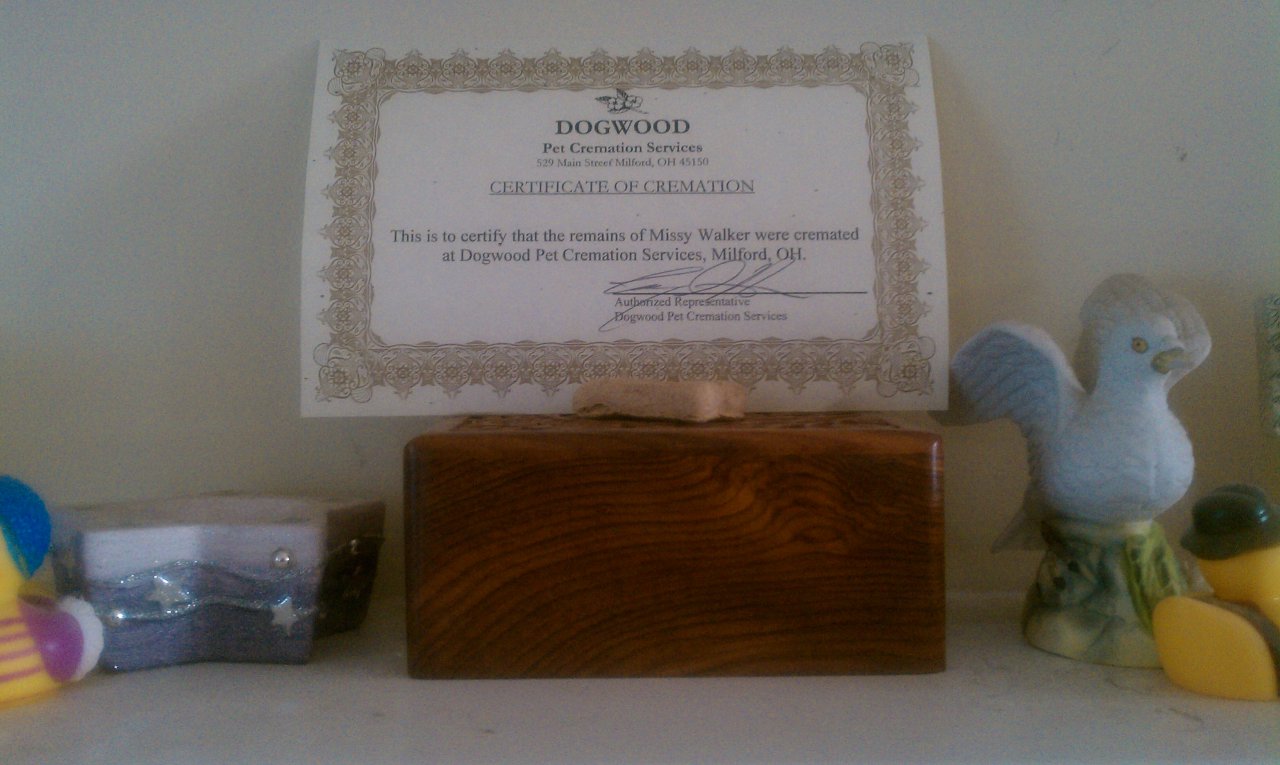 DOGWOOD
Pet Cremation Services
529 Main Street Milford, OH 45150
CERTIFICATE OF CREMATION
This is to certify that the remains of Missy Walker were cremated
at Dogwood Pet Cremation Services, Milford, OH.
Authorized Representative
Dogwood Pet Cremation Services